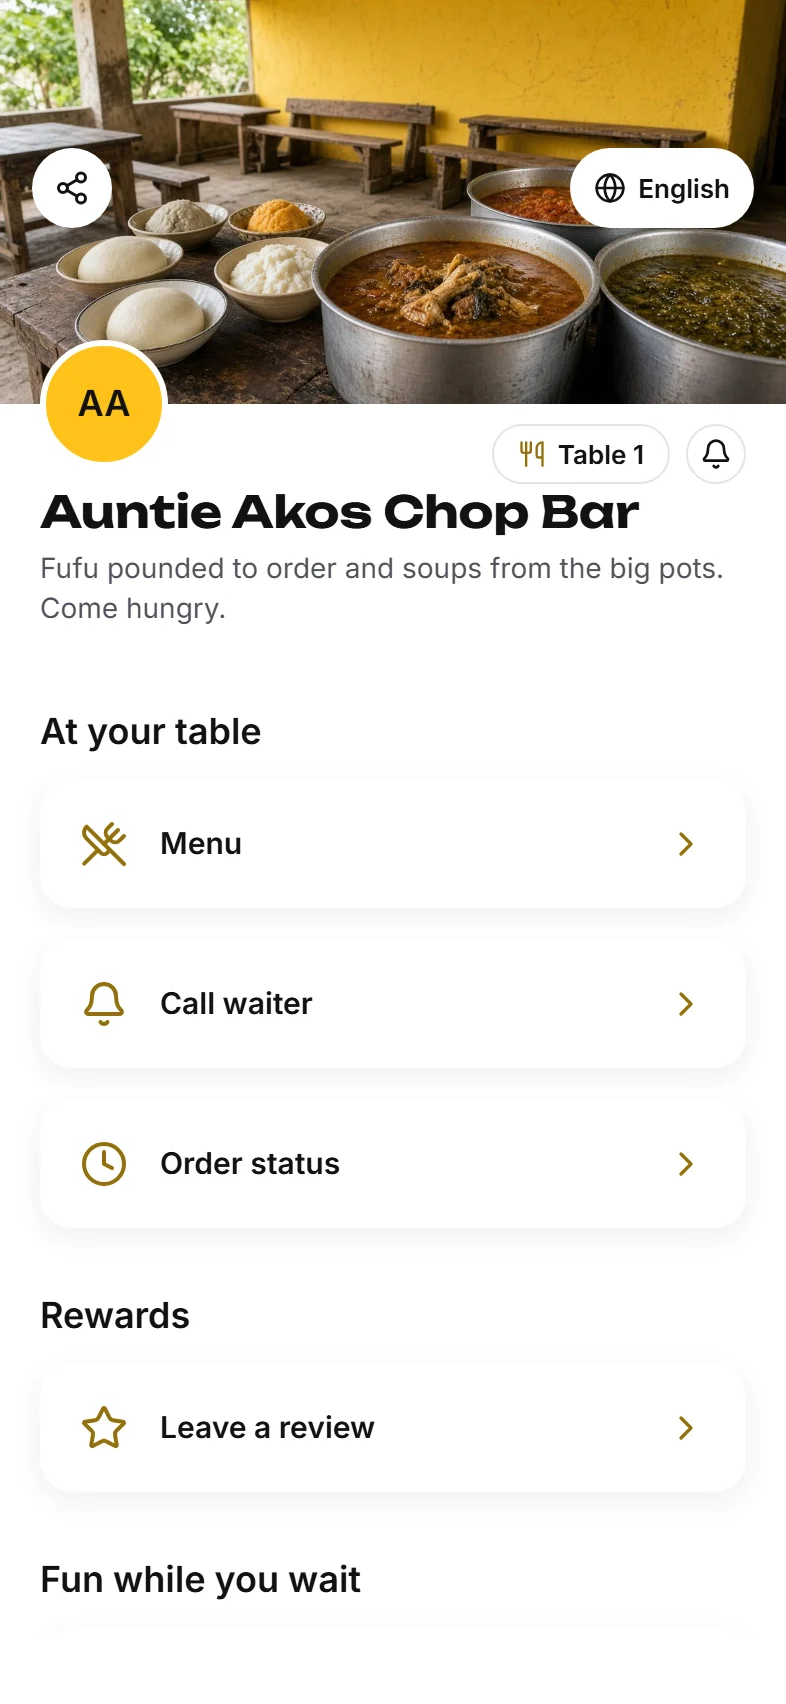 English
AA
Table 1
Auntie Akos Chop Bar
Fufu pounded to order and soups from the big pots.
Come hungry.
At your table
Menu
Call waiter
Order status
Rewards
Leave a review
Fun while you wait